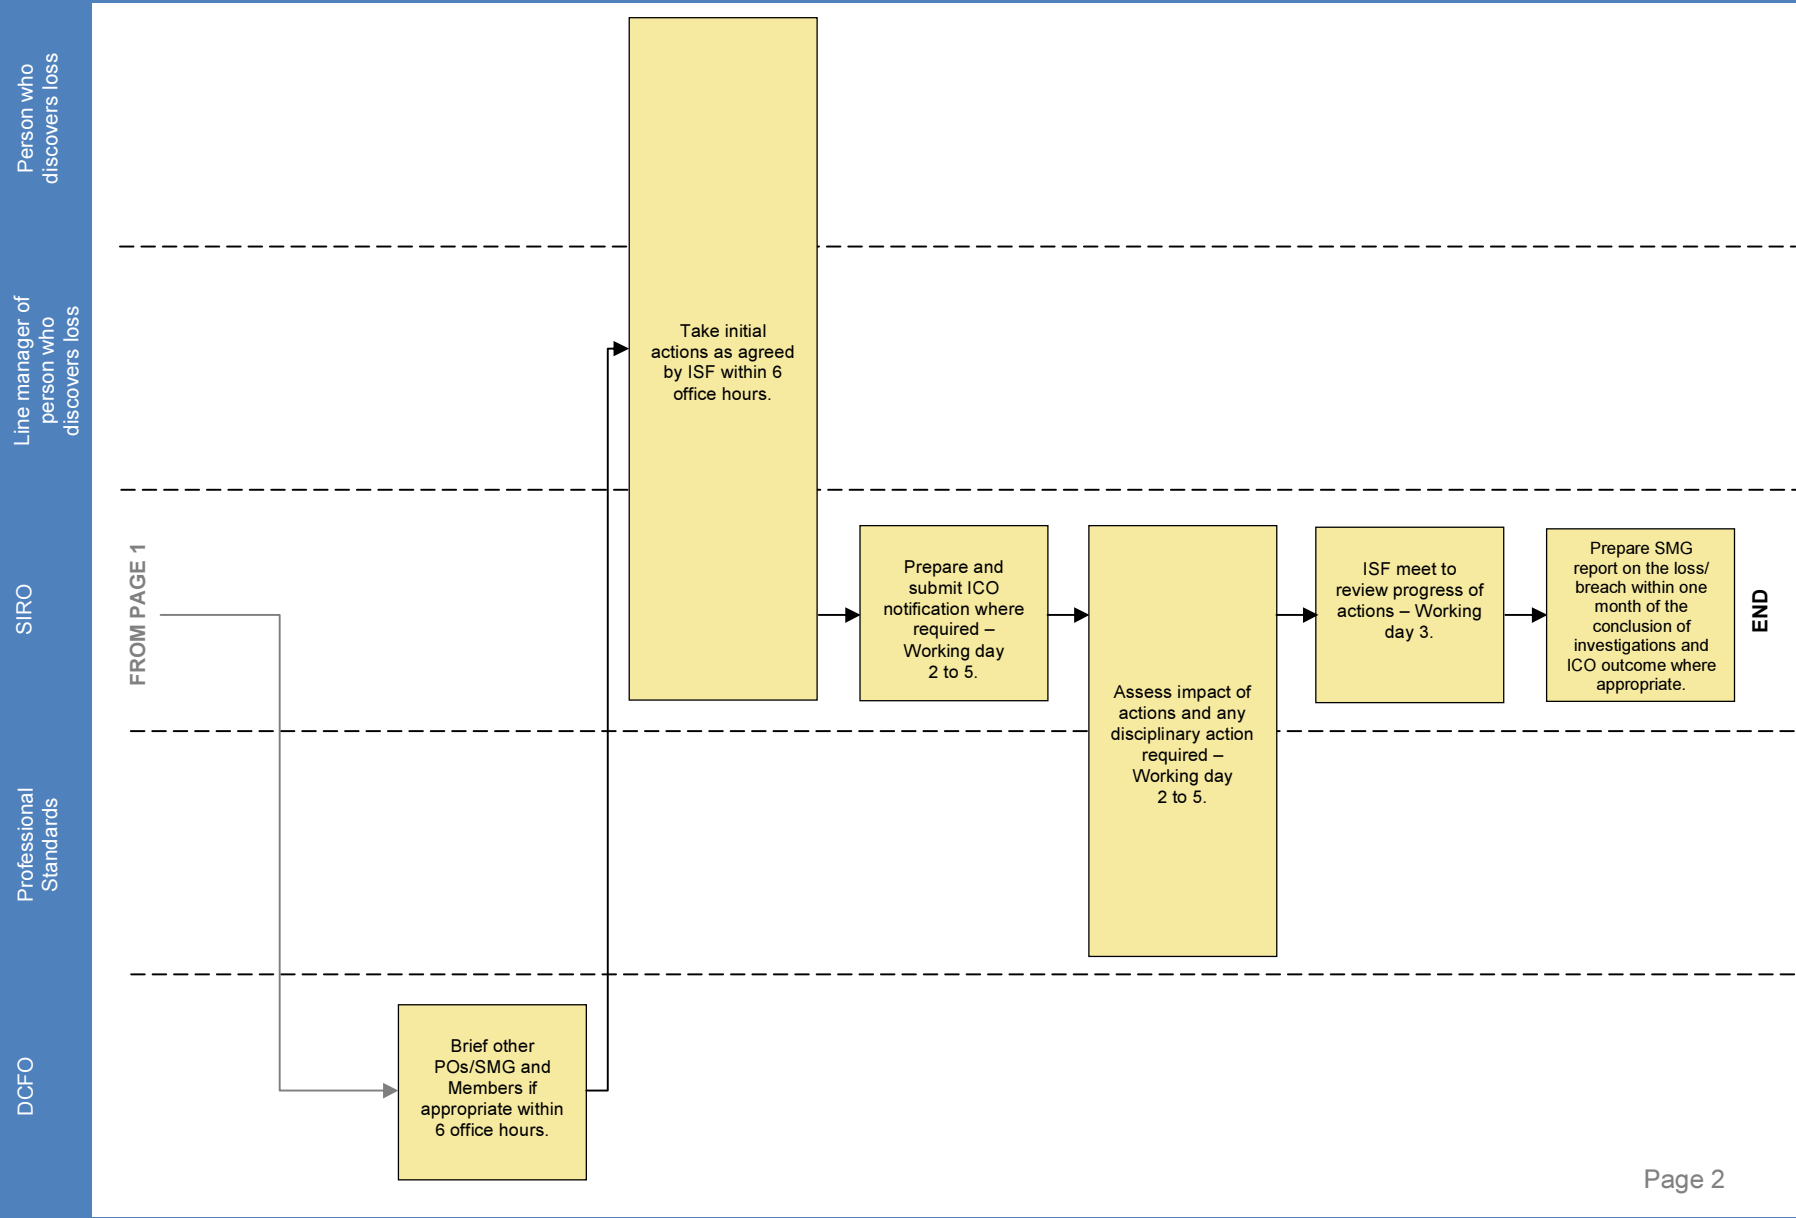 Person who
discovers loss
Line manager of
person who
discovers loss
SIRO
Professional
Standards
DCFO
FROM PAGE 1
Brief other
POs/SMG and
Members if
appropriate within
6 office hours.
Take initial
actions as agreed
by ISF within 6
office hours.
Prepare and
submit ICO
notification where
required –
Working day
2 to 5.
Assess impact of
actions and any
disciplinary action
required –
Working day
2 to 5.
ISF meet to
review progress of
actions – Working
day 3.
Prepare SMG
report on the loss/
breach within one
month of the
conclusion of
investigations and
ICO outcome where
appropriate.
END
Page 2